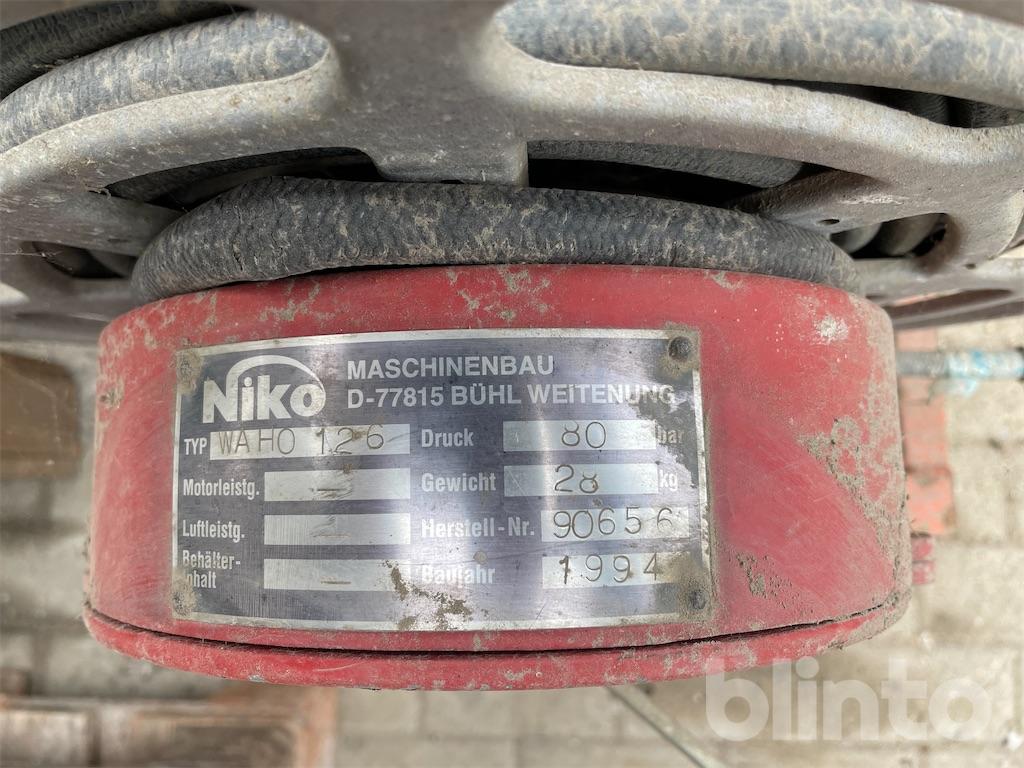 Niko
MASCHINENBAU
D-77815 BÜHL WEITENUNG
TYP WAHO 126 Druck 80 bar
Motorleistg. – Gewicht 28 kg
Luftleistg. – Herstell-Nr. 90656
Behälter-
inhalt – Baujahr 1994
blinto